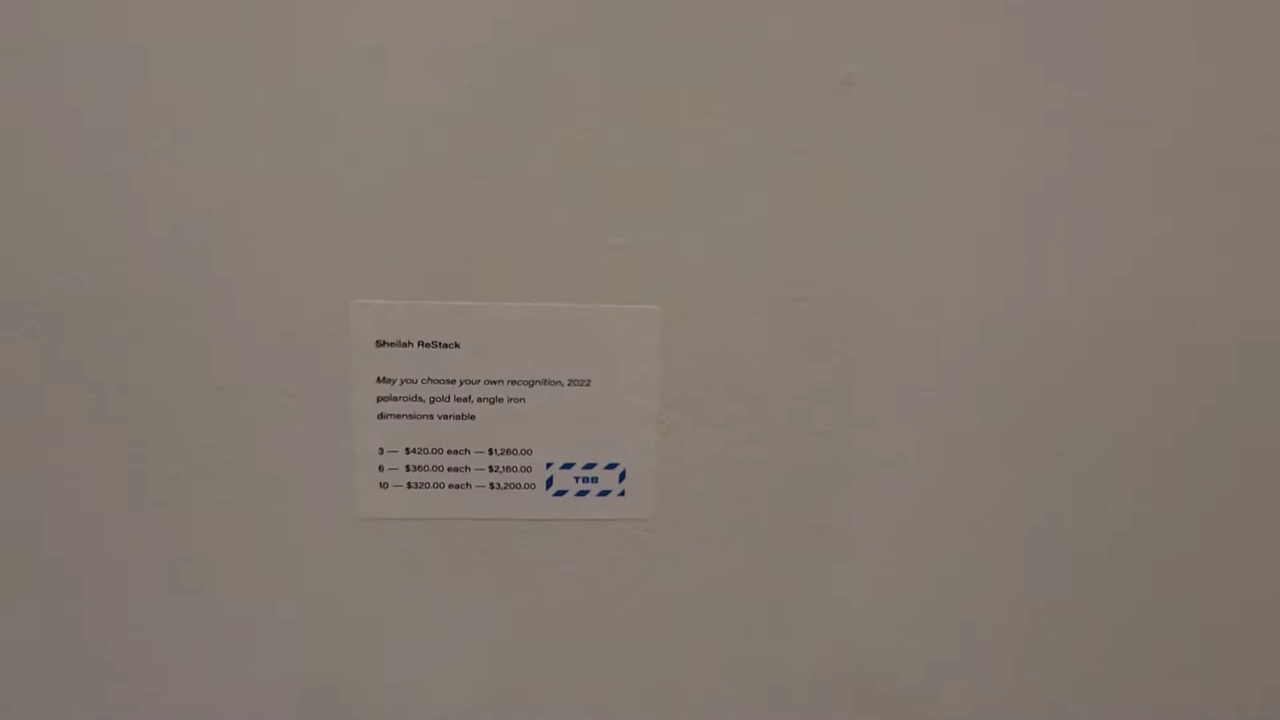 Sheilah ReStack
May you choose your own recognition, 2022
polaroids, gold leaf, angle iron
dimensions variable
3 — $420.00 each — $1,260.00
6 — $360.00 each — $2,160.00
10 — $320.00 each — $3,200.00
TBB